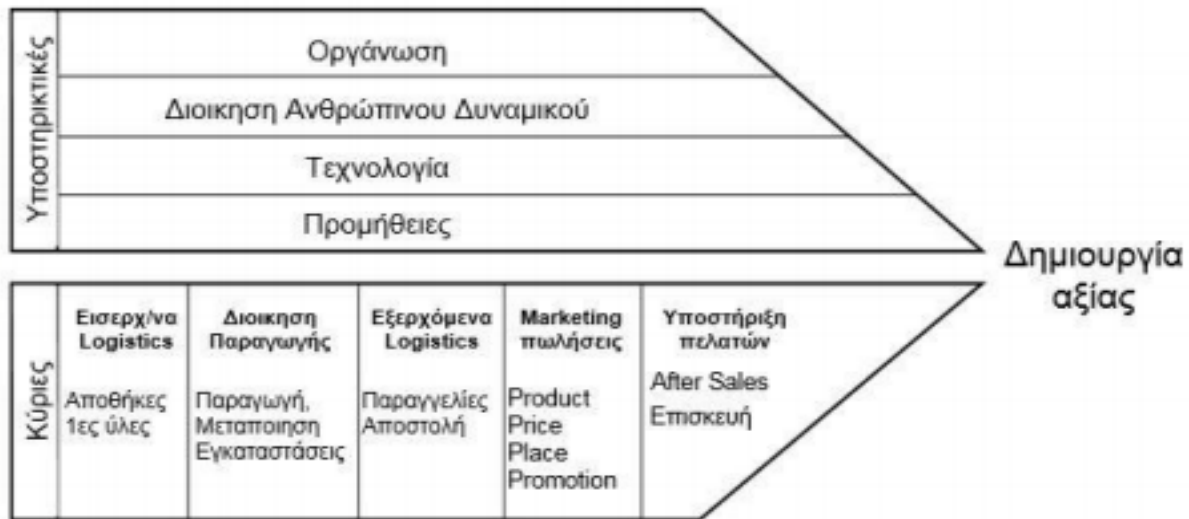 Υποστηρικτικές
Οργάνωση
Διοικηση Ανθρώπινου Δυναμικού
Τεχνολογία
Προμήθειες
Δημιουργία
αξίας
Κύριες
Εισερχ/να
Logistics
Αποθήκες
1ες ύλες
Διοικηση
Παραγωγής
Παραγωγή,
Μεταποιηση
Εγκαταστάσεις
Εξερχόμενα
Logistics
Παραγγελίες
Αποστολή
Marketing
πωλήσεις
Product
Price
Place
Promotion
Υποστήριξη
πελατών
After Sales
Επισκευή